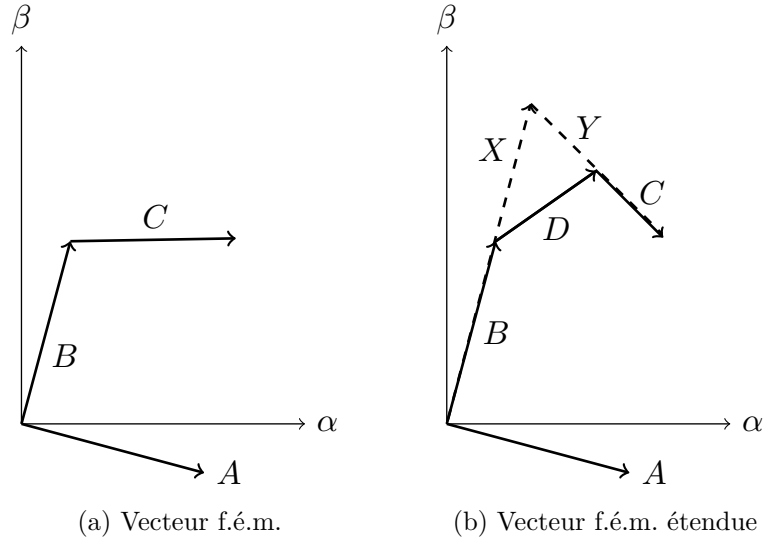 β
C
B
α
A
(a) Vecteur f.é.m.
β
X
Y
C
D
B
α
A
(b) Vecteur f.é.m. étendue